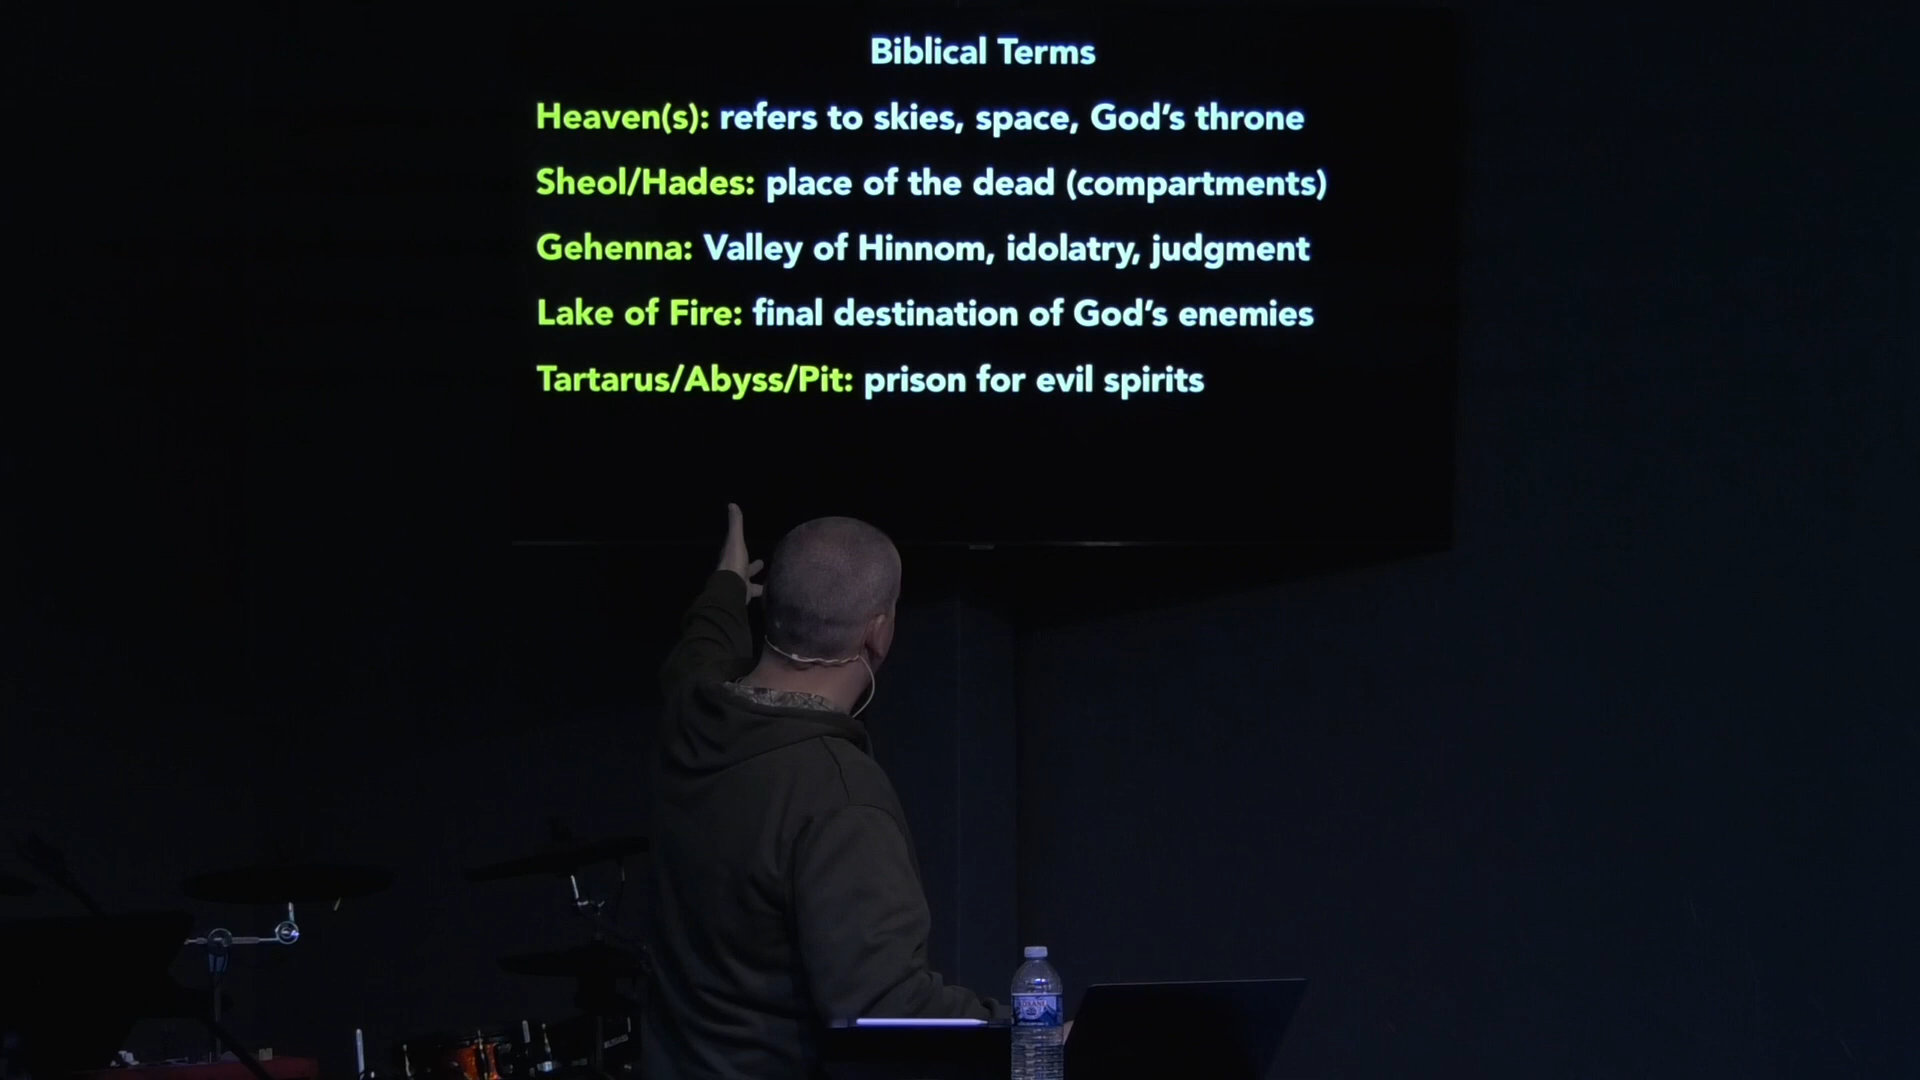 Biblical Terms
Heaven(s): refers to skies, space, God’s throne
Sheol/Hades: place of the dead (compartments)
Gehenna: Valley of Hinnom, idolatry, judgment
Lake of Fire: final destination of God’s enemies
Tartarus/Abyss/Pit: prison for evil spirits